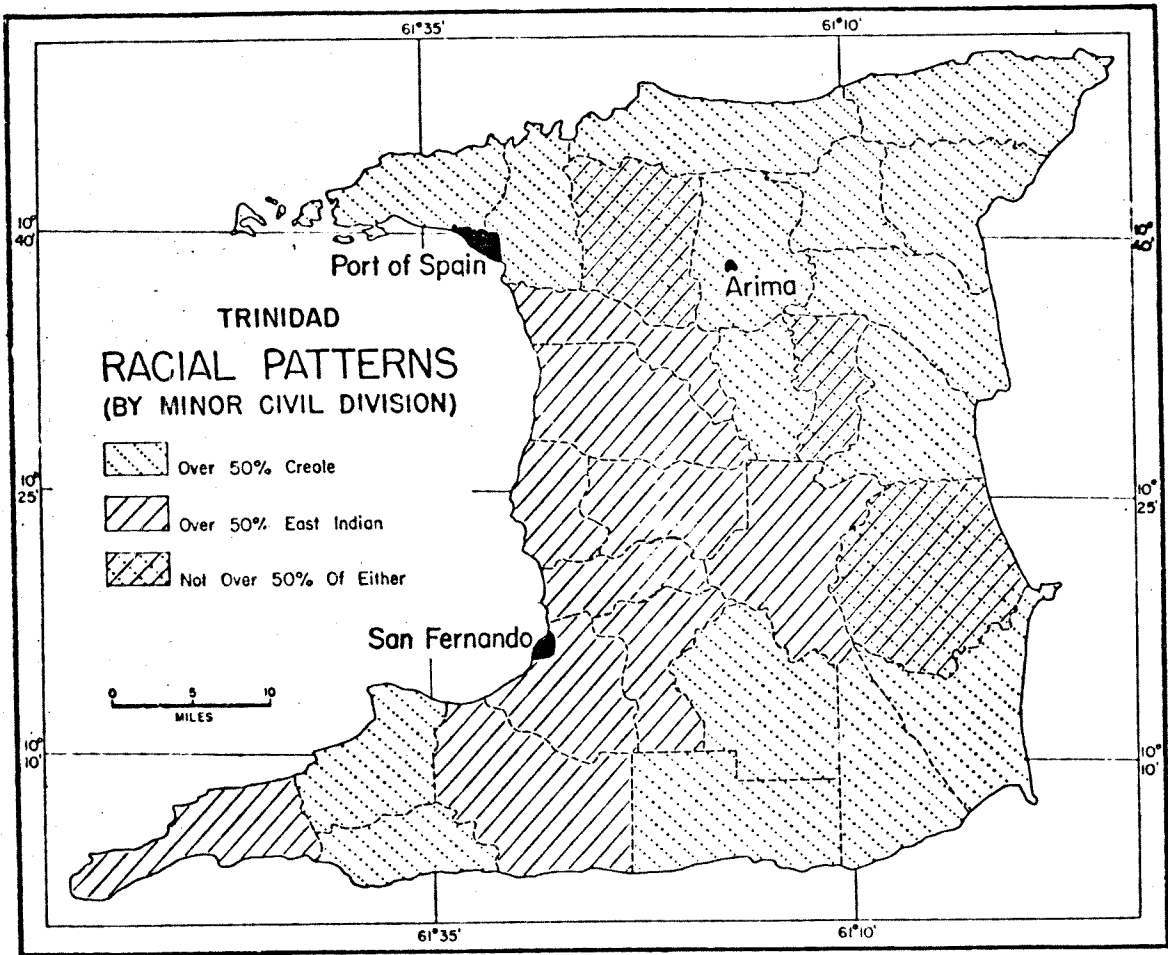 61°35'
61°10'
10°
40'
10°
Port of Spain
Arima
TRINIDAD
RACIAL PATTERNS
(BY MINOR CIVIL DIVISION)
Over 50% Creole
Over 50% East Indian
Not Over 50% Of Either
10°
25'
10°
25'
San Fernando
0 5 10
MILES
10°
10'
10°
10'
61°35'
61°10'